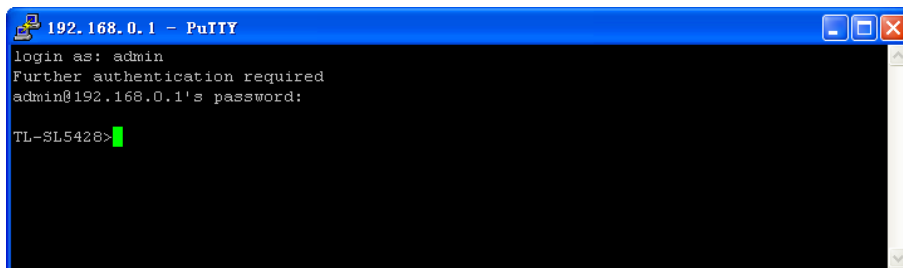 192.168.0.1 - PuTTY
login as: admin
Further authentication required
admin@192.168.0.1's password:
TL-SL5428>